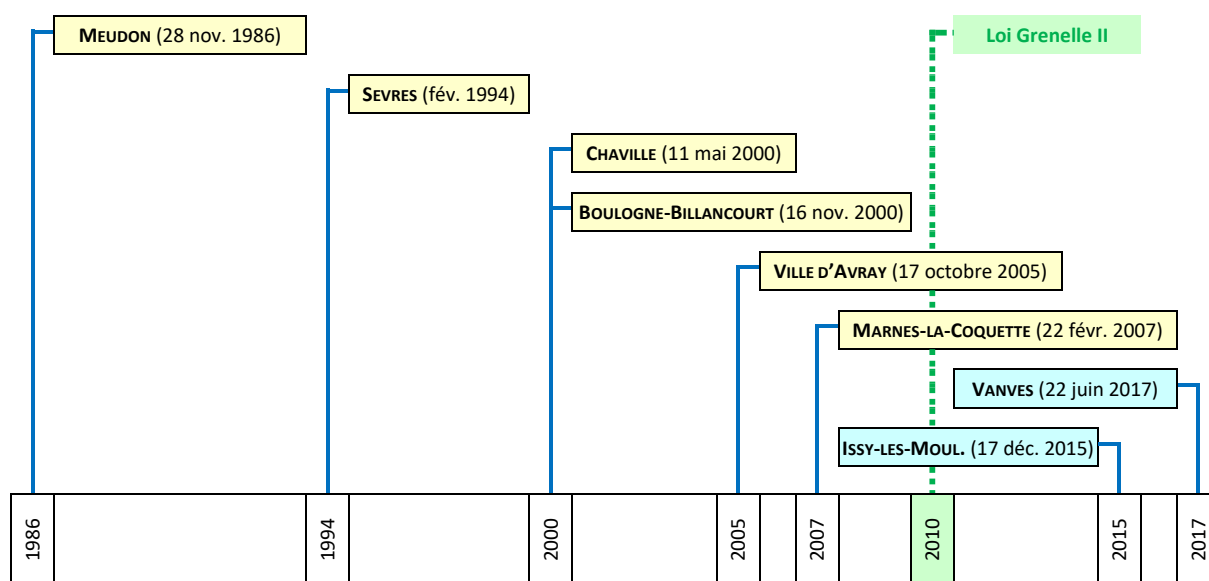 MEUDON (28 nov. 1986)
Loi Grenelle II
SEVRES (fév. 1994)
CHAVILLE (11 mai 2000)
BOULOGNE-BILLANCOURT (16 nov. 2000)
VILLE D’AVRAY (17 octobre 2005)
MARNES-LA-COQUETTE (22 févr. 2007)
VANVES (22 juin 2017)
ISSY-LES-MOUL. (17 déc. 2015)
1986
1994
2000
2005
2007
2010
2015
2017